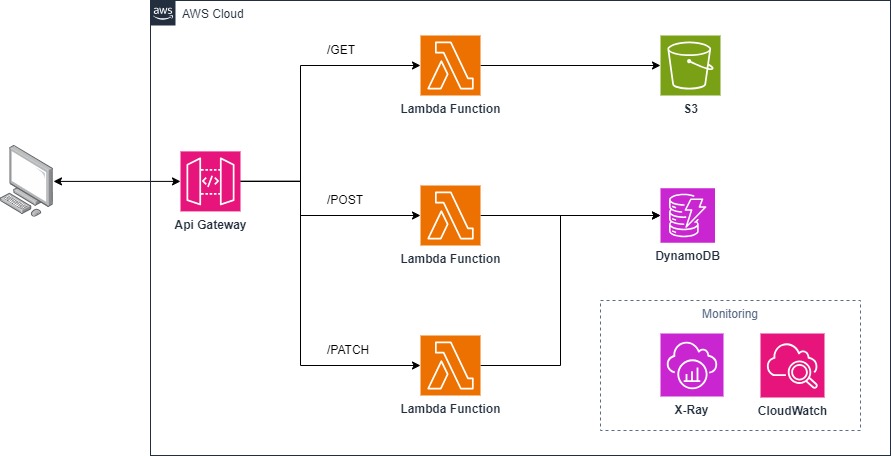 aws
AWS Cloud
/GET
Lambda Function
S3
Api Gateway
/POST
Lambda Function
DynamoDB
/PATCH
Lambda Function
Monitoring
X-Ray
CloudWatch